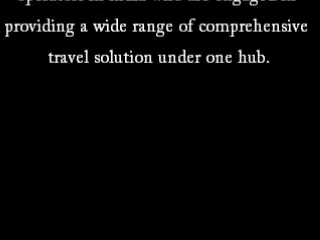 providing a wide range of comprehensive
travel solution under one hub.